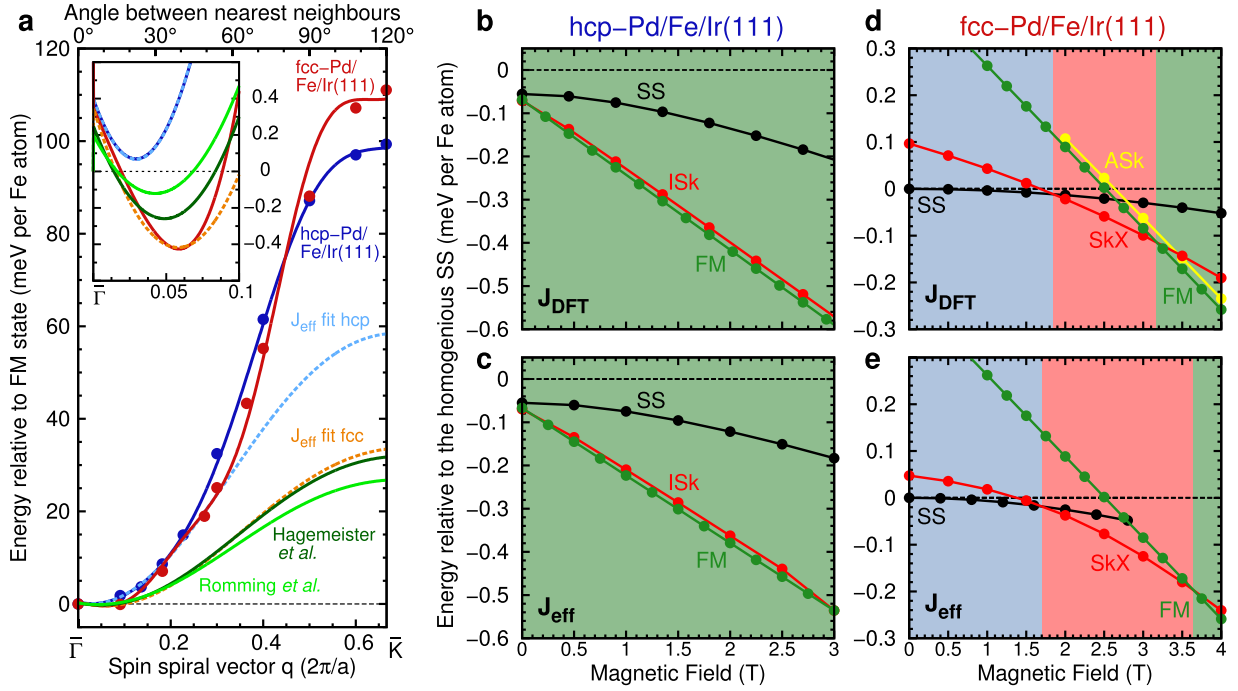 a
Angle between nearest neighbours
0° 30° 60° 90° 120°
Energy relative to FM state (meV per Fe atom)
120
100
80
60
40
20
0
0.4
0.2
0
−0.2
−0.4
Γ̄ 0.05 0.1
fcc−Pd/
Fe/Ir(111)
hcp−Pd/
Fe/Ir(111)
J_eff fit hcp
J_eff fit fcc
Hagemeister
et al.
Romming et al.
Γ̄ 0.2 0.4 0.6 K̄
Spin spiral vector q (2π/a)
b hcp−Pd/Fe/Ir(111)
Energy relative to the homogenious SS (meV per Fe atom)
0
−0.1
−0.2
−0.3
−0.4
−0.5
−0.6
SS
ISk
FM
J_DFT
c
0
−0.1
−0.2
−0.3
−0.4
−0.5
−0.6
SS
ISk
FM
J_eff
0 0.5 1 1.5 2 2.5 3
Magnetic Field (T)
d fcc−Pd/Fe/Ir(111)
0.3
0.2
0.1
0
−0.1
−0.2
−0.3
ASk
SS
SkX
FM
J_DFT
e
0.2
0.1
0
−0.1
−0.2
−0.3
SS
SkX
FM
J_eff
0 0.5 1 1.5 2 2.5 3 3.5 4
Magnetic Field (T)